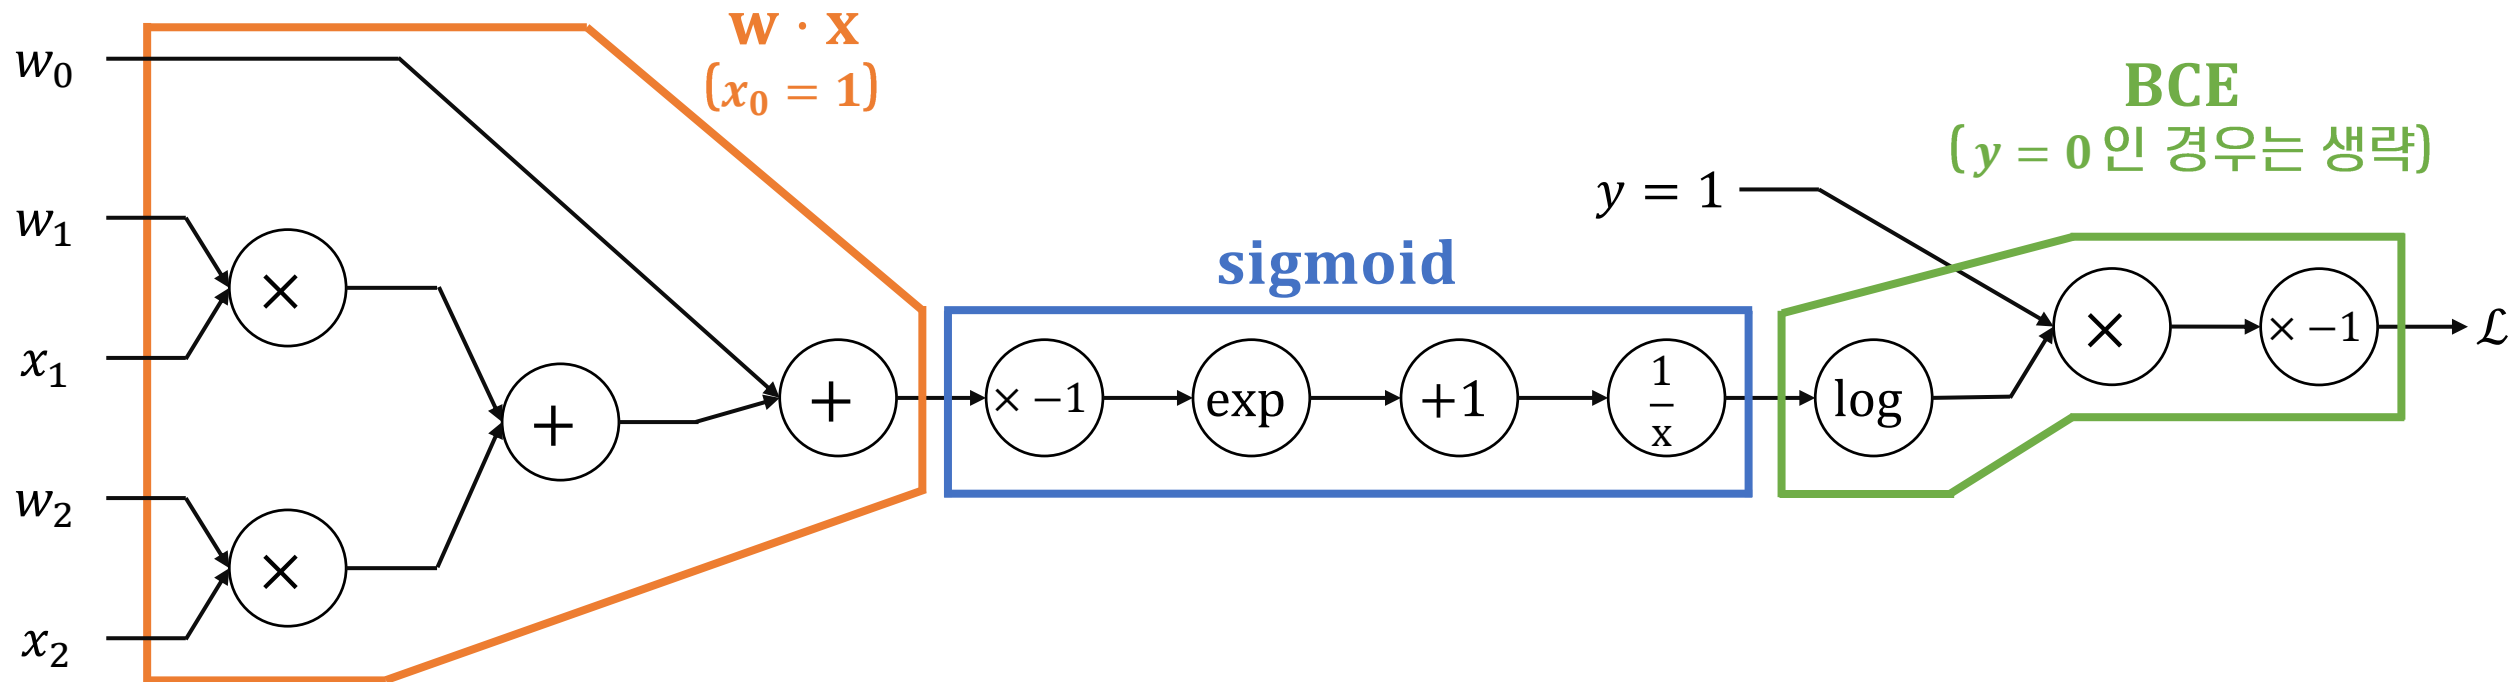 w · x
(x₀ = 1)
w₀
w₁
x₁
w₂
x₂
×
×
+
+
sigmoid
× −1
exp
+1
1
x
BCE
( y = 0 인 경우는 생략)
y = 1
log
×
× −1
ℒ